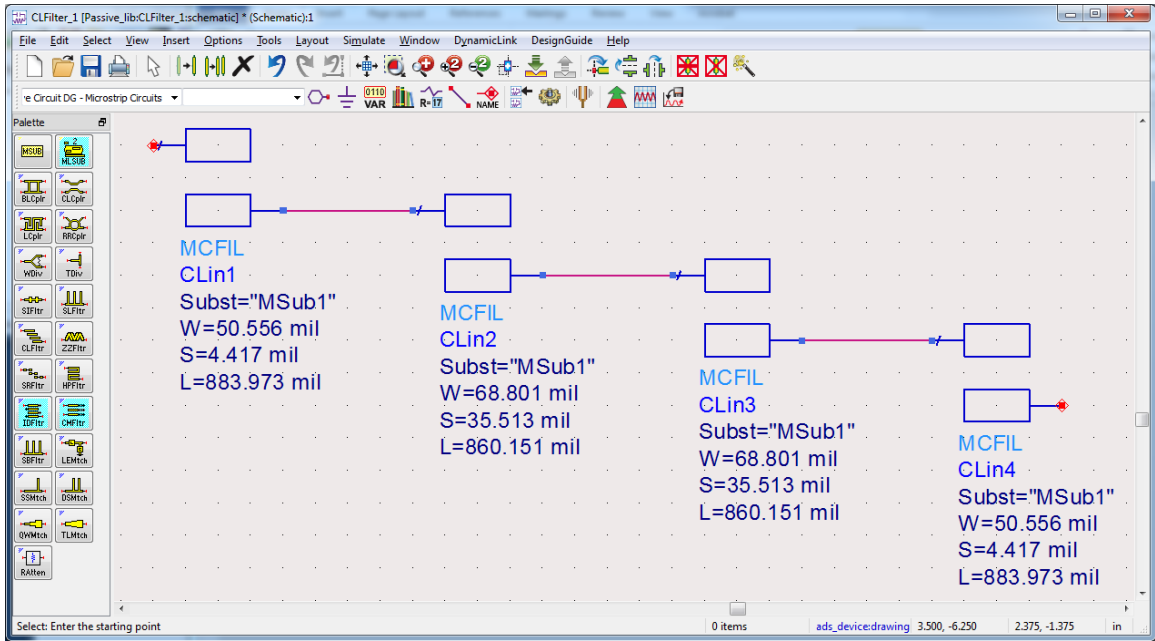 CLFilter_1 [Passive_lib:CLFilter_1:schematic] * (Schematic):1
File Edit Select View Insert Options Tools Layout Simulate Window DynamicLink DesignGuide Help
'e Circuit DG - Microstrip Circuits
0110
VAR
R=17
NAME
Palette
MSUB
MLSUB
BLCplr
CLCplr
LCplr
RRCplr
WDiv
TDiv
SIFltr
SLFltr
CLFltr
ZZFltr
SRFltr
HPFltr
IDFltr
CMFltr
SBFltr
LEMtch
SSMtch
DSMtch
QWMtch
TLMtch
RAtten
MCFIL
CLin1
Subst="MSub1"
W=50.556 mil
S=4.417 mil
L=883.973 mil
MCFIL
CLin2
Subst="MSub1"
W=68.801 mil
S=35.513 mil
L=860.151 mil
MCFIL
CLin3
Subst="MSub1"
W=68.801 mil
S=35.513 mil
L=860.151 mil
MCFIL
CLin4
Subst="MSub1"
W=50.556 mil
S=4.417 mil
L=883.973 mil
Select: Enter the starting point
0 items
ads_device:drawing
3.500, -6.250
2.375, -1.375
in